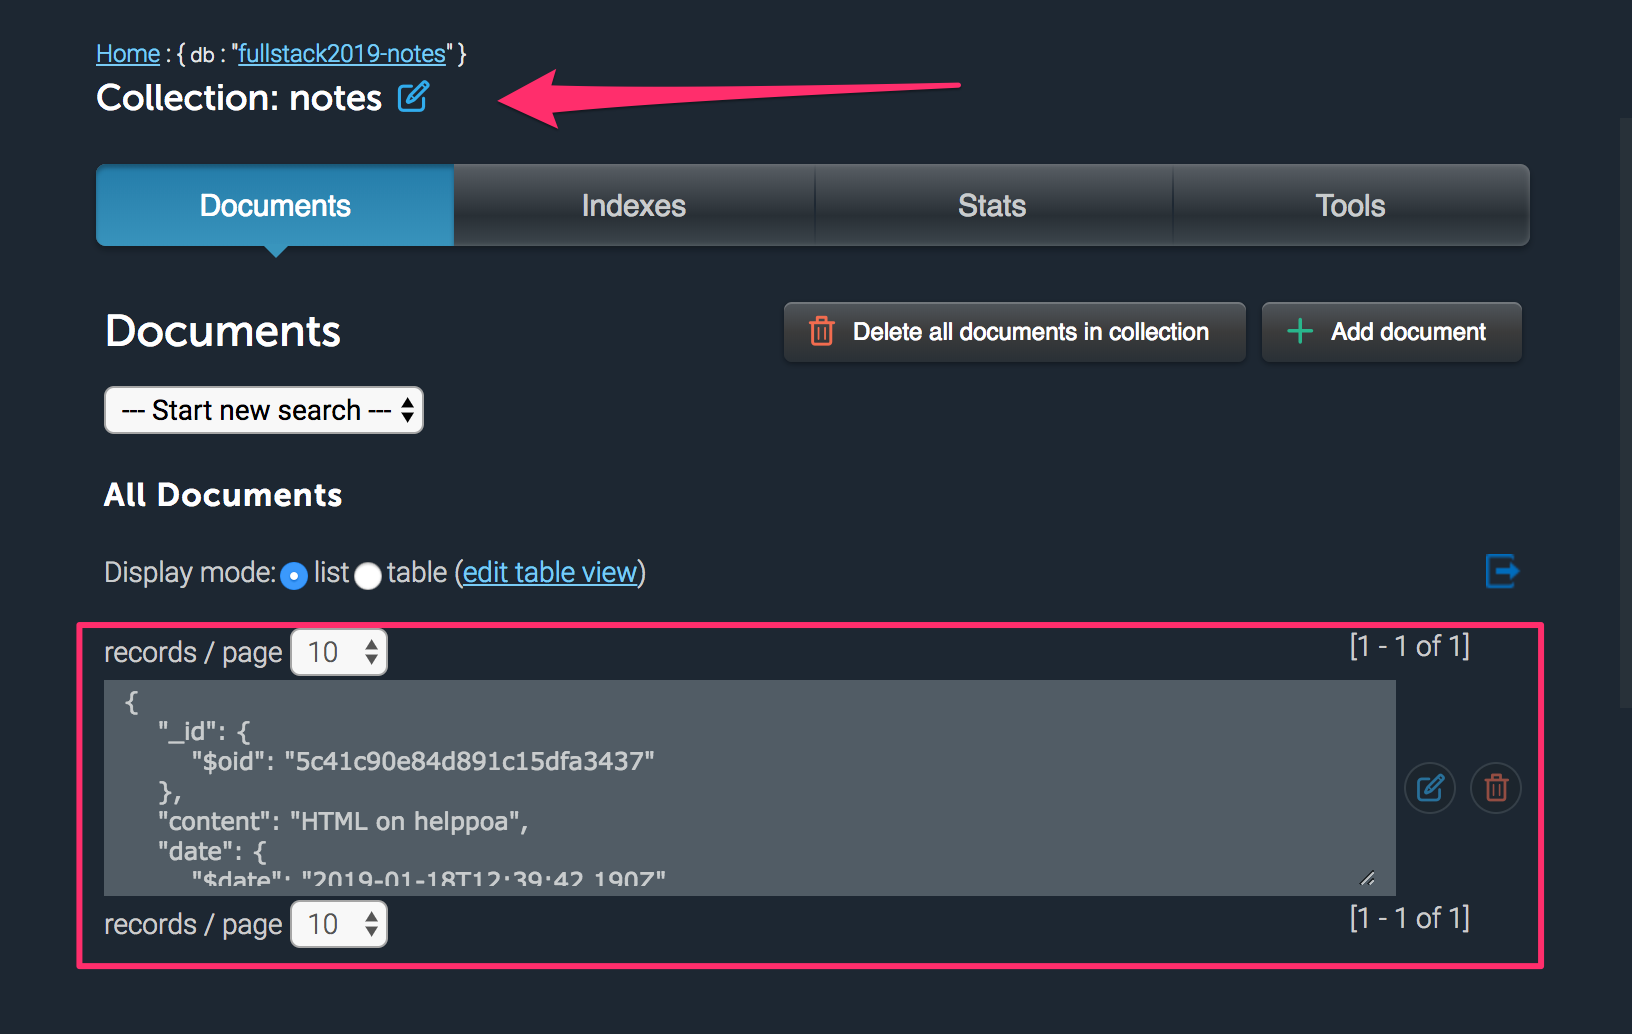 Home : { db : "fullstack2019-notes" }
Collection: notes
Documents Indexes Stats Tools
Documents
Delete all documents in collection
Add document
--- Start new search ---
All Documents
Display mode: list table (edit table view)
records / page 10 [1 - 1 of 1]
{
"_id": {
"$oid": "5c41c90e84d891c15dfa3437"
},
"content": "HTML on helppoa",
"date": {
"$date": "2019-01-18T12:39:42.190Z"
records / page 10 [1 - 1 of 1]